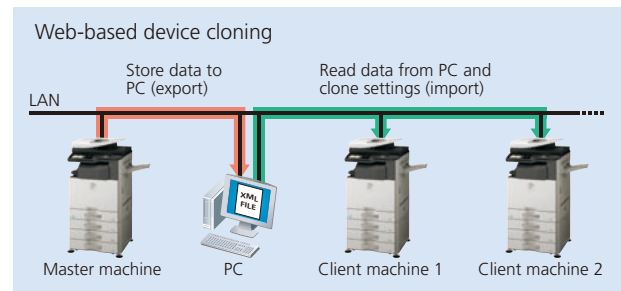 Web-based device cloning
Store data to
PC (export)
Read data from PC and
clone settings (import)
LAN
XML
FILE
Master machine
PC
Client machine 1
Client machine 2